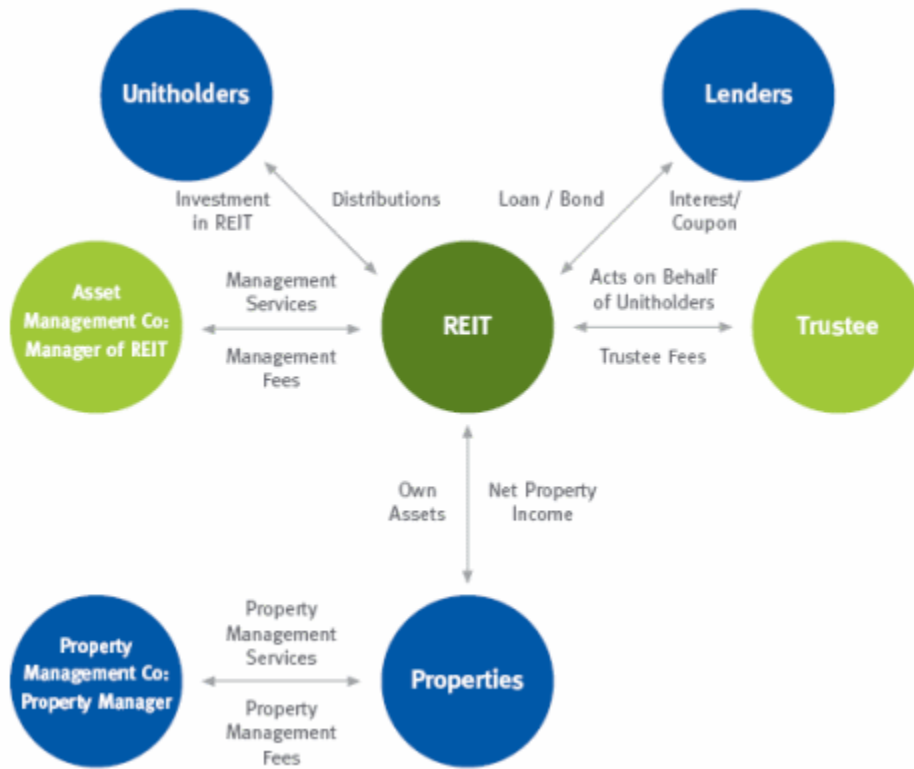 Unitholders
Lenders
Investment
in REIT
Distributions
Loan / Bond
Interest/
Coupon
Asset
Management Co:
Manager of REIT
Management
Services
Management
Fees
REIT
Acts on Behalf
of Unitholders
Trustee Fees
Trustee
Own
Assets
Net Property
Income
Property
Management Co:
Property Manager
Property
Management
Services
Property
Management
Fees
Properties